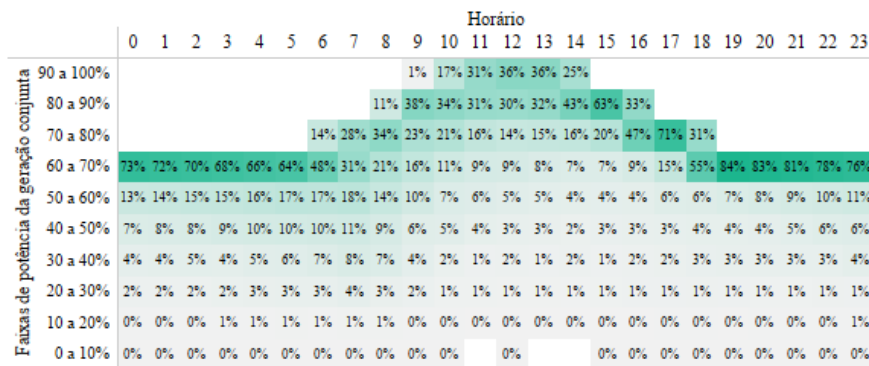 Horário
0 1 2 3 4 5 6 7 8 9 10 11 12 13 14 15 16 17 18 19 20 21 22 23
Faixas de potência da geração conjunta
90 a 100% 1% 17% 31% 36% 36% 25%
80 a 90% 11% 38% 34% 31% 30% 32% 43% 63% 33%
70 a 80% 14% 28% 34% 23% 21% 16% 14% 15% 16% 20% 47% 71% 31%
60 a 70% 73% 72% 70% 68% 66% 64% 48% 31% 21% 16% 11% 9% 9% 8% 7% 7% 9% 15% 55% 84% 83% 81% 78% 76%
50 a 60% 13% 14% 15% 15% 16% 17% 17% 18% 14% 10% 7% 6% 5% 5% 4% 4% 4% 6% 6% 7% 8% 9% 10% 11%
40 a 50% 7% 8% 8% 9% 10% 10% 10% 11% 9% 6% 5% 4% 3% 3% 2% 3% 3% 3% 4% 4% 4% 5% 6% 6%
30 a 40% 4% 4% 5% 4% 5% 6% 7% 8% 7% 4% 2% 1% 2% 1% 2% 1% 2% 2% 3% 3% 3% 3% 3% 4%
20 a 30% 2% 2% 2% 2% 3% 3% 3% 4% 3% 2% 1% 1% 1% 1% 1% 1% 1% 1% 1% 1% 1% 1% 1% 1%
10 a 20% 0% 0% 0% 1% 1% 1% 1% 1% 1% 0% 0% 0% 0% 0% 0% 0% 0% 0% 0% 0% 0% 0% 0% 1%
0 a 10% 0% 0% 0% 0% 0% 0% 0% 0% 0% 0% 0% 0% 0% 0% 0% 0% 0% 0% 0% 0% 0%